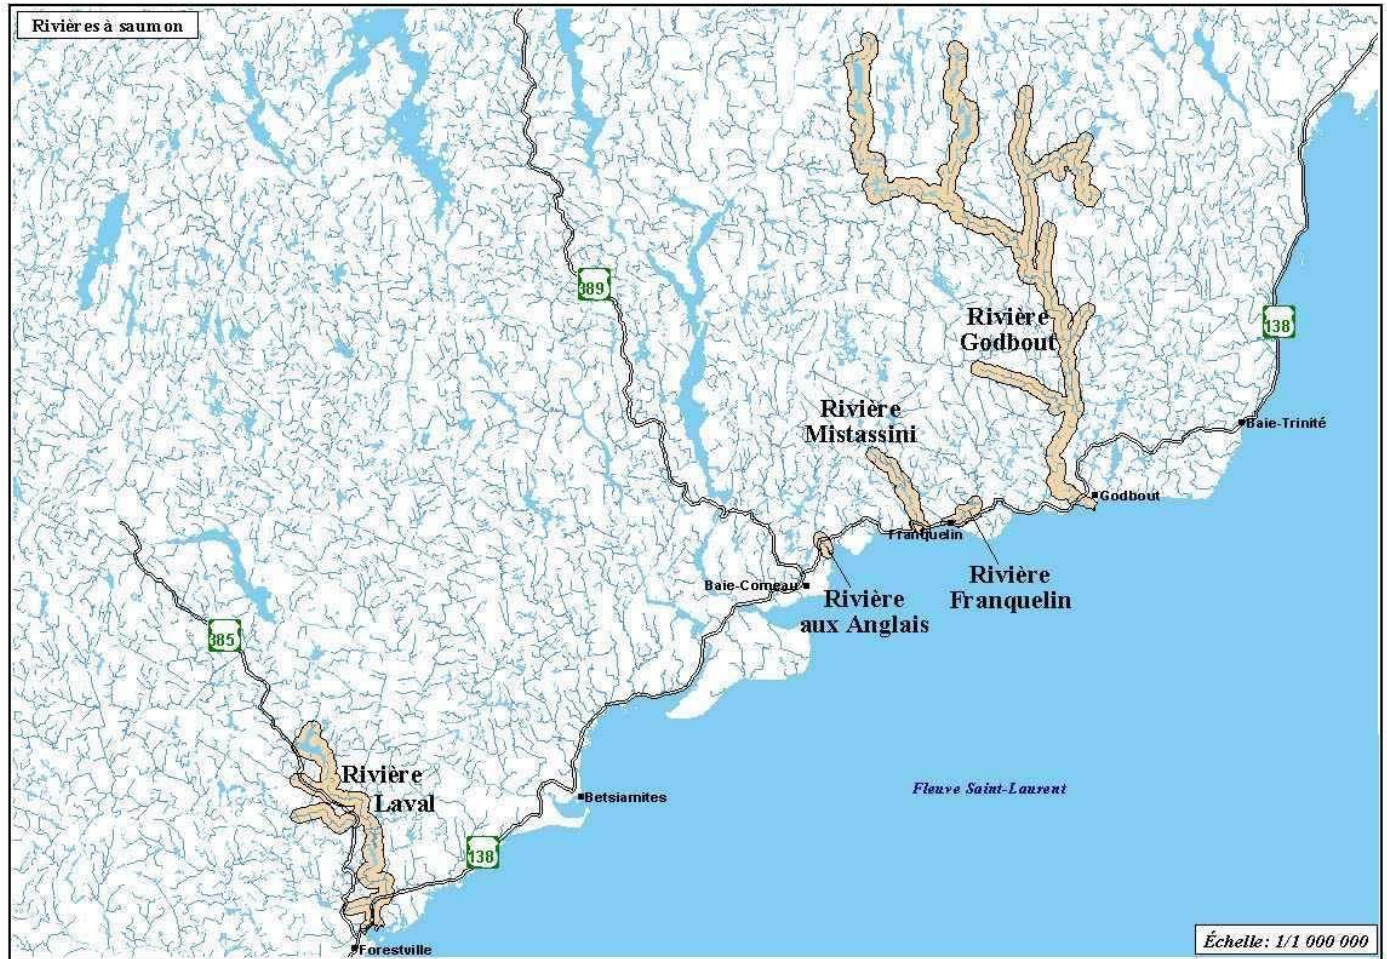 Rivières à saumon
389
138
Rivière
Godbout
Rivière
Mistassini
Baie-Trinité
Godbout
Franquelin
Rivière
Franquelin
Baie-Comeau
Rivière
aux Anglais
385
Rivière
Laval
Betsiamites
Fleuve Saint-Laurent
138
Forestville
Échelle: 1/1 000 000